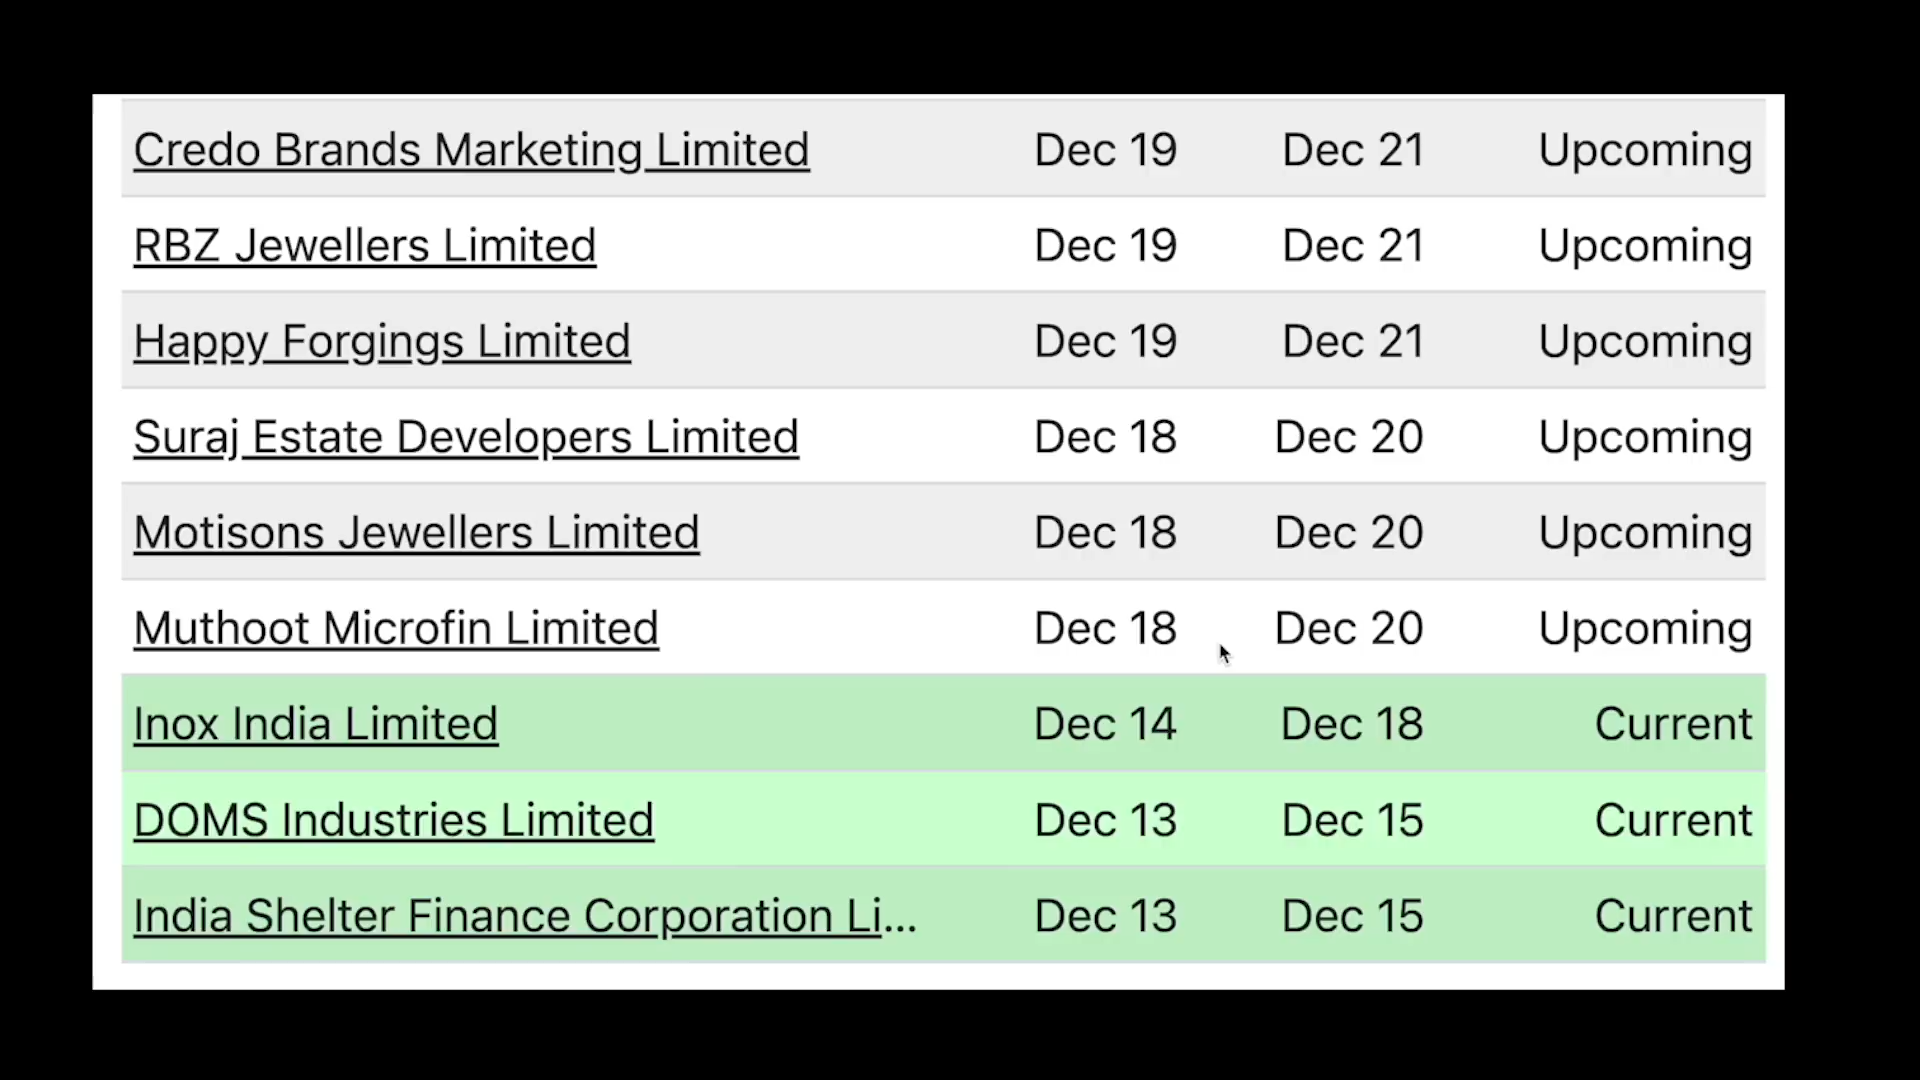 Credo Brands Marketing Limited Dec 19 Dec 21 Upcoming
RBZ Jewellers Limited Dec 19 Dec 21 Upcoming
Happy Forgings Limited Dec 19 Dec 21 Upcoming
Suraj Estate Developers Limited Dec 18 Dec 20 Upcoming
Motisons Jewellers Limited Dec 18 Dec 20 Upcoming
Muthoot Microfin Limited Dec 18 Dec 20 Upcoming
Inox India Limited Dec 14 Dec 18 Current
DOMS Industries Limited Dec 13 Dec 15 Current
India Shelter Finance Corporation Li... Dec 13 Dec 15 Current